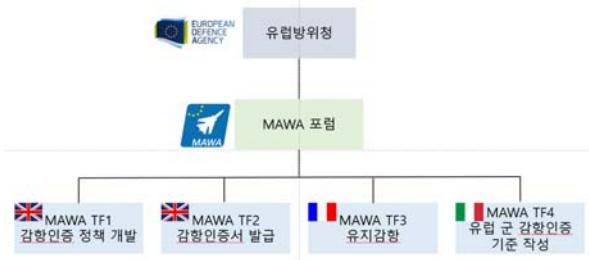 EUROPEAN
DEFENCE
AGENCY
유럽방위청
MAWA
MAWA 포럼
MAWA TF1
감항인증 정책 개발
MAWA TF2
감항인증서 발급
MAWA TF3
유지감항
MAWA TF4
유럽 군 감항인증
기준 작성